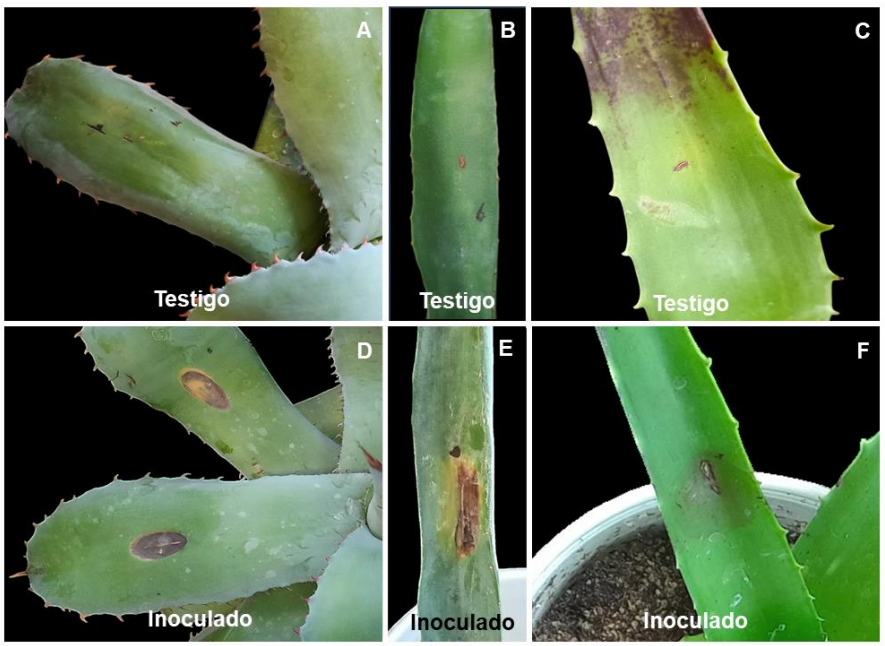 A
B
C
Testigo
Testigo
Testigo
D
E
F
Inoculado
Inoculado
Inoculado